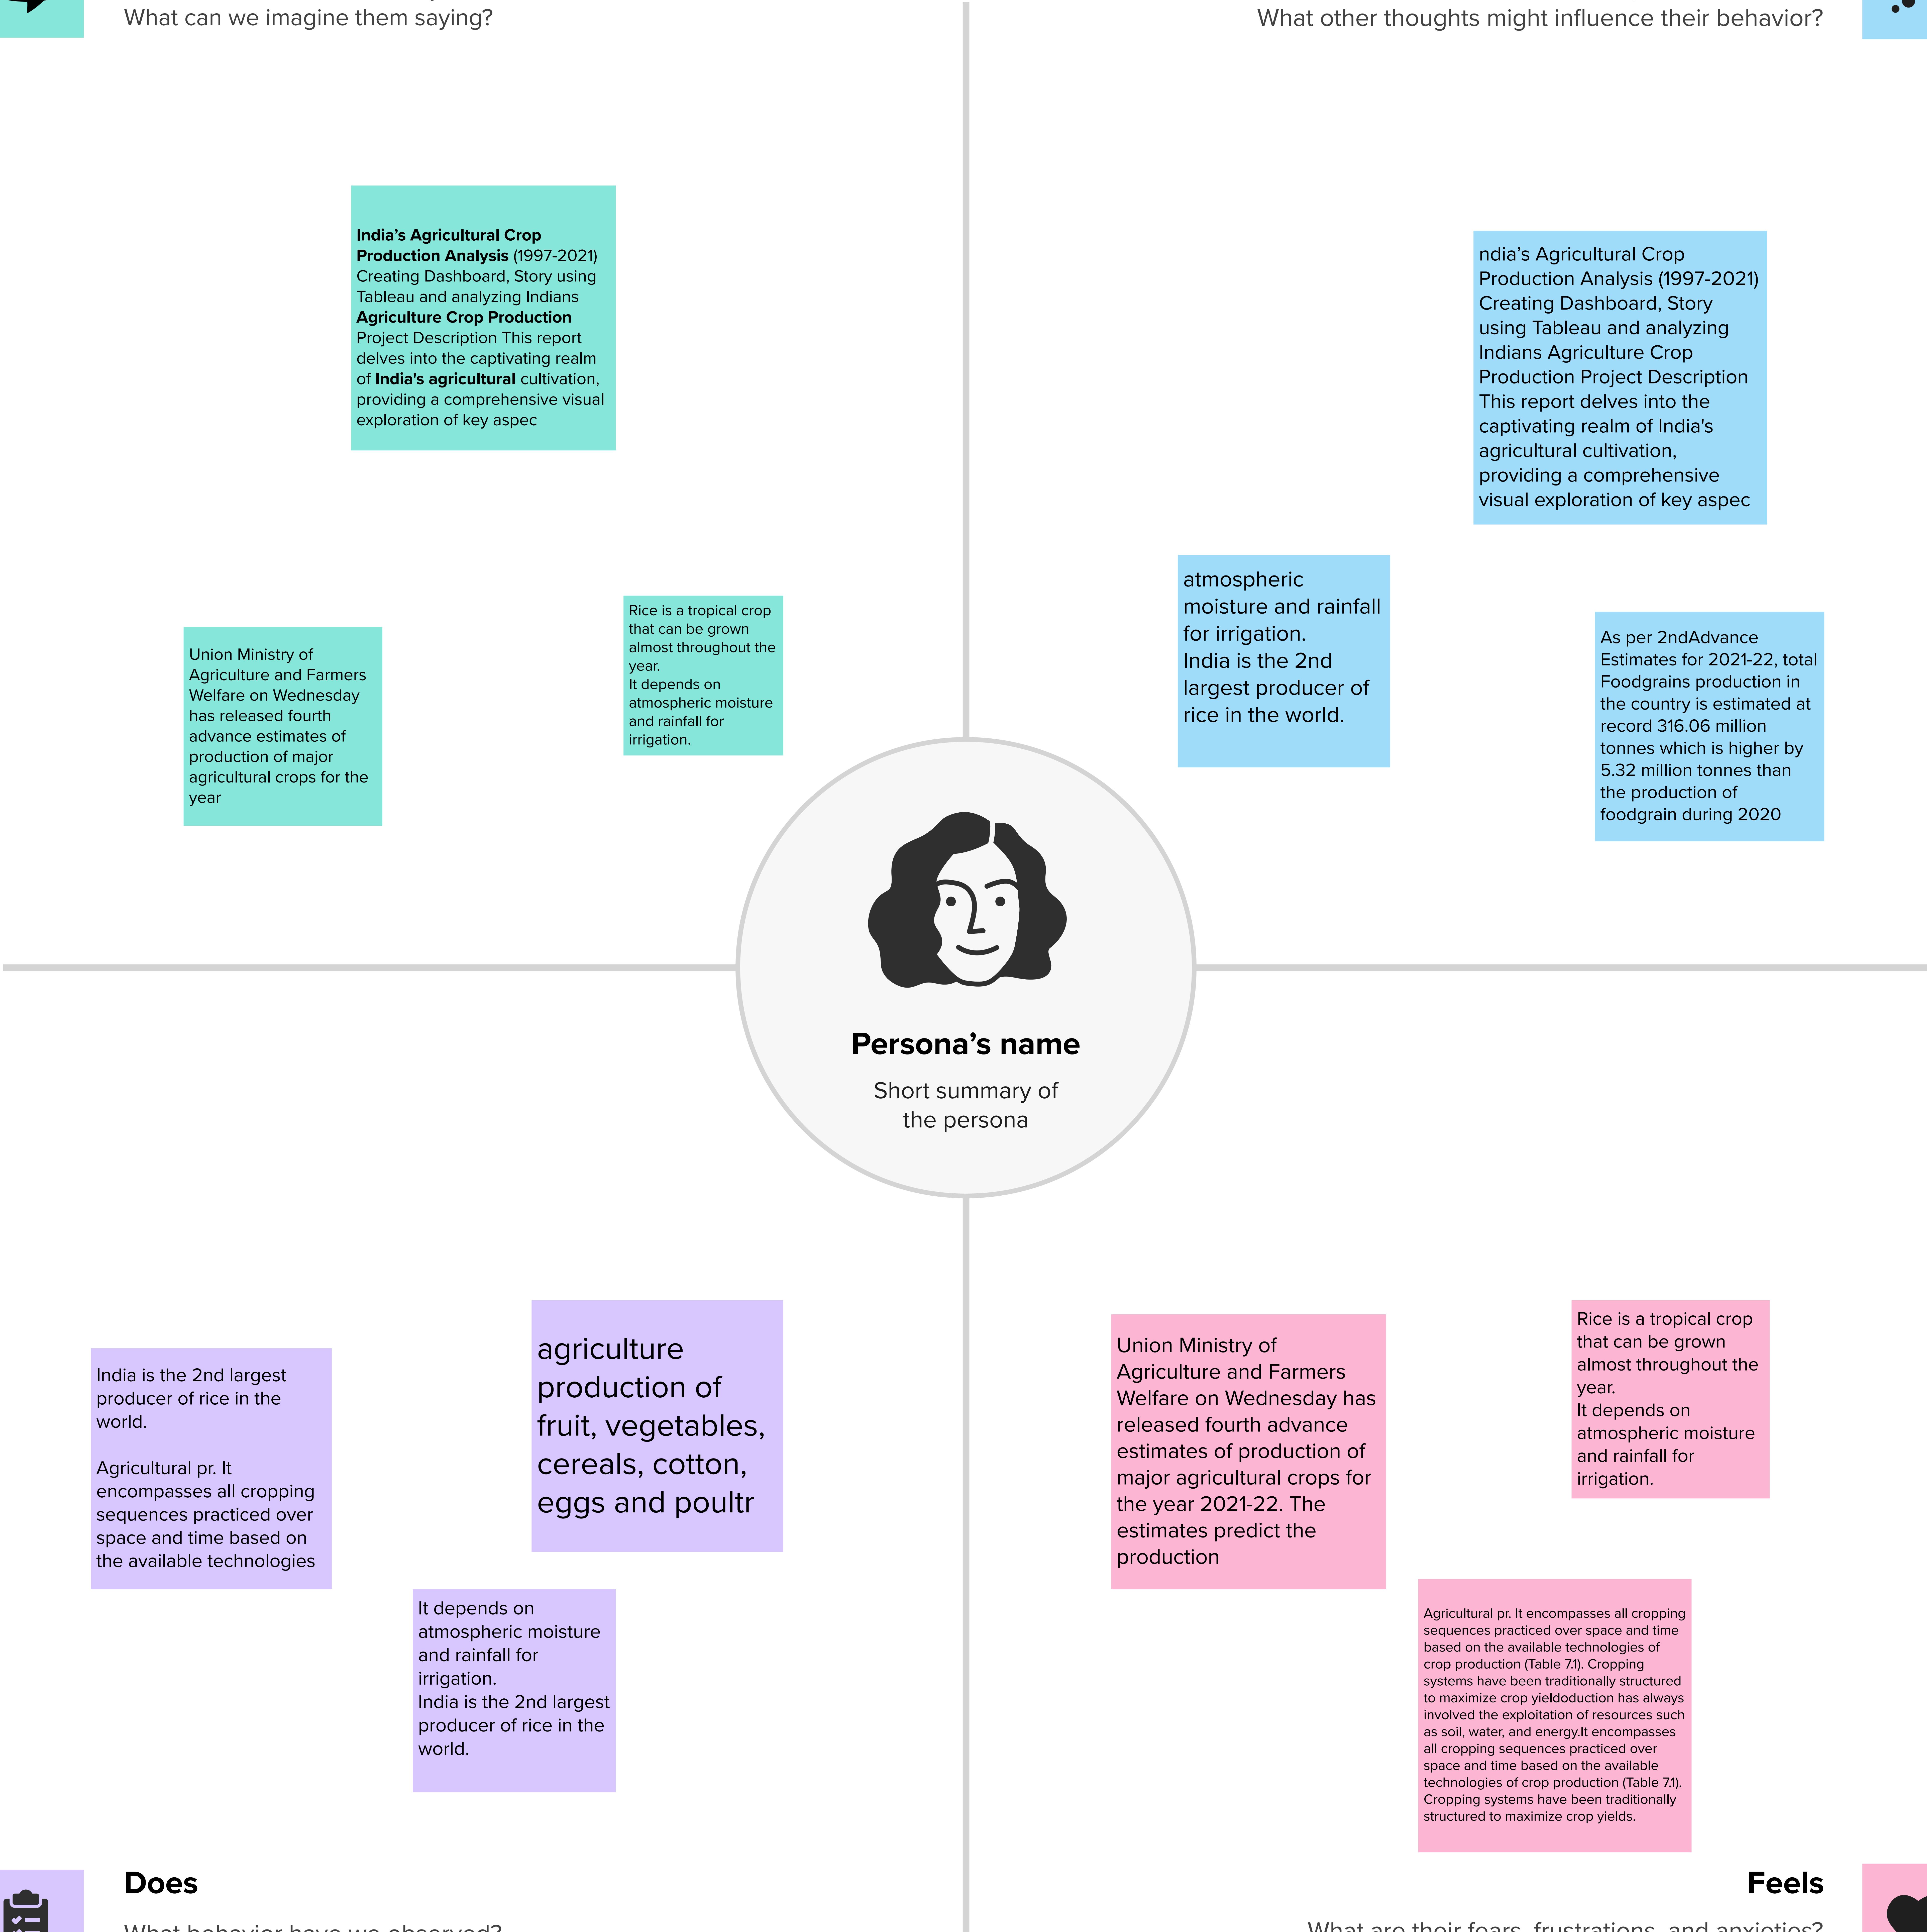 What can we imagine them saying?
What other thoughts might influence their behavior?
India’s Agricultural Crop
Production Analysis (1997-2021)
Creating Dashboard, Story using
Tableau and analyzing Indians
Agriculture Crop Production
Project Description This report
delves into the captivating realm
of India's agricultural cultivation,
providing a comprehensive visual
exploration of key aspec
Union Ministry of
Agriculture and Farmers
Welfare on Wednesday
has released fourth
advance estimates of
production of major
agricultural crops for the
year
Rice is a tropical crop
that can be grown
almost throughout the
year.
It depends on
atmospheric moisture
and rainfall for
irrigation.
ndia’s Agricultural Crop
Production Analysis (1997-2021)
Creating Dashboard, Story
using Tableau and analyzing
Indians Agriculture Crop
Production Project Description
This report delves into the
captivating realm of India's
agricultural cultivation,
providing a comprehensive
visual exploration of key aspec
atmospheric
moisture and rainfall
for irrigation.
India is the 2nd
largest producer of
rice in the world.
As per 2ndAdvance
Estimates for 2021-22, total
Foodgrains production in
the country is estimated at
record 316.06 million
tonnes which is higher by
5.32 million tonnes than
the production of
foodgrain during 2020
Persona’s name
Short summary of
the persona
India is the 2nd largest
producer of rice in the
world.
Agricultural pr. It
encompasses all cropping
sequences practiced over
space and time based on
the available technologies
agriculture
production of
fruit, vegetables,
cereals, cotton,
eggs and poultr
It depends on
atmospheric moisture
and rainfall for
irrigation.
India is the 2nd largest
producer of rice in the
world.
Union Ministry of
Agriculture and Farmers
Welfare on Wednesday has
released fourth advance
estimates of production of
major agricultural crops for
the year 2021-22. The
estimates predict the
production
Rice is a tropical crop
that can be grown
almost throughout the
year.
It depends on
atmospheric moisture
and rainfall for
irrigation.
Agricultural pr. It encompasses all cropping
sequences practiced over space and time
based on the available technologies of
crop production (Table 7.1). Cropping
systems have been traditionally structured
to maximize crop yieldoduction has always
involved the exploitation of resources such
as soil, water, and energy.It encompasses
all cropping sequences practiced over
space and time based on the available
technologies of crop production (Table 7.1).
Cropping systems have been traditionally
structured to maximize crop yields.
Does
What behavior have we observed?
Feels
What are their fears, frustrations, and anxieties?